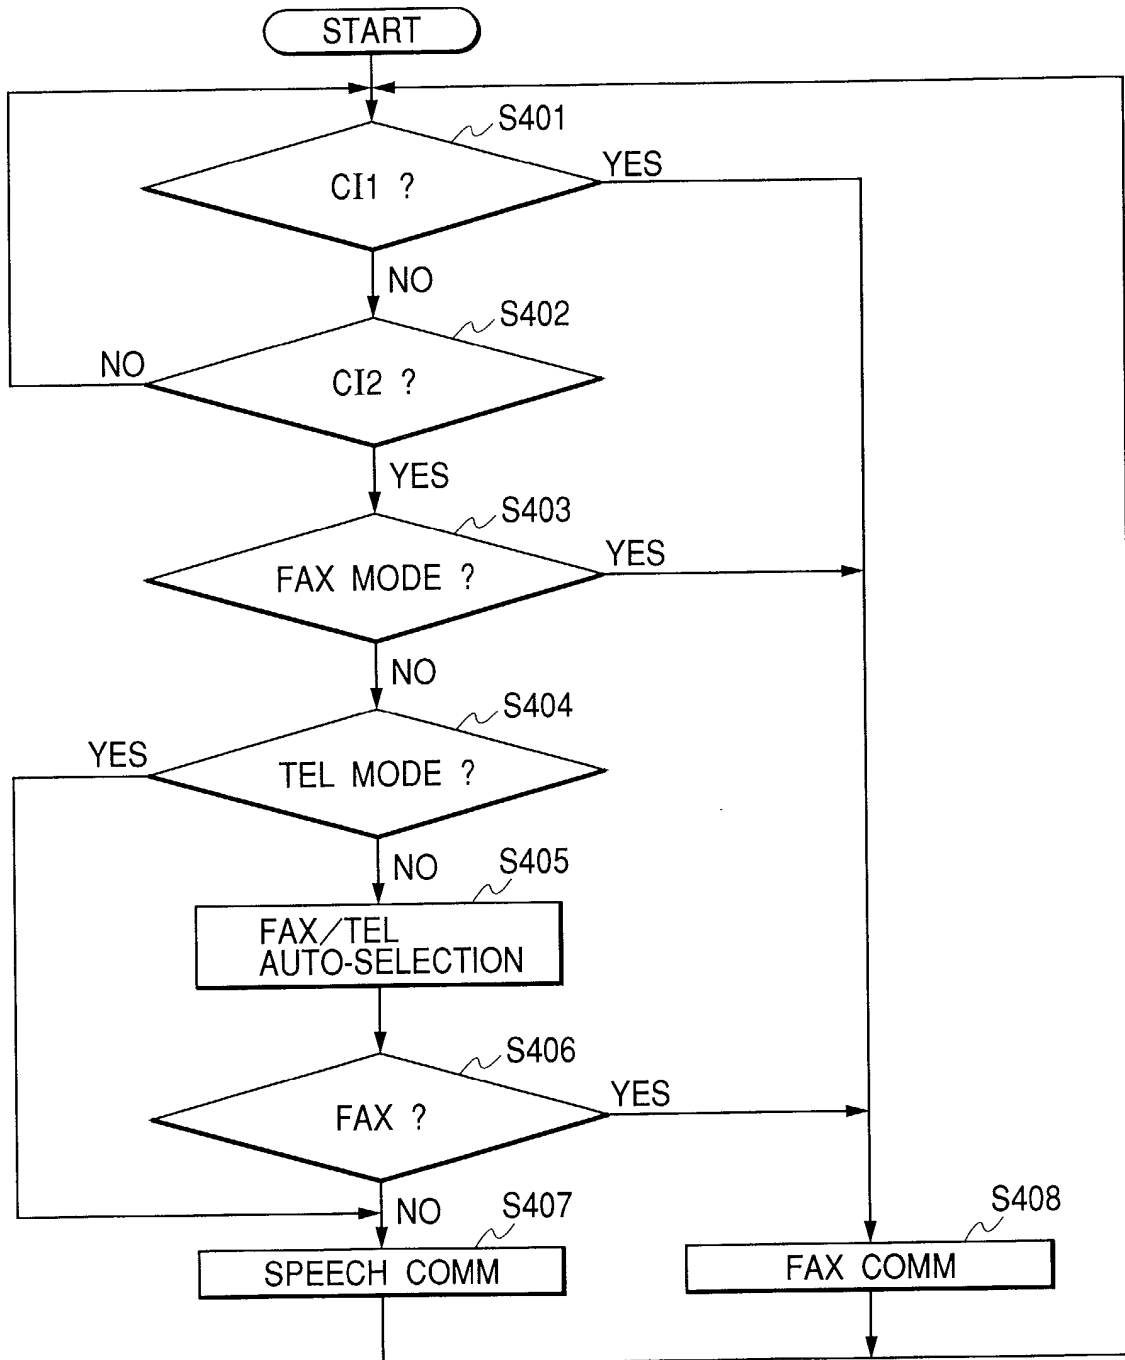 START
S401
CI1 ?
YES
NO
S402
CI2 ?
NO
YES
S403
FAX MODE ?
YES
NO
S404
TEL MODE ?
YES
NO
S405
FAX/TEL
AUTO-SELECTION
S406
FAX ?
YES
NO
S407
SPEECH COMM
S408
FAX COMM